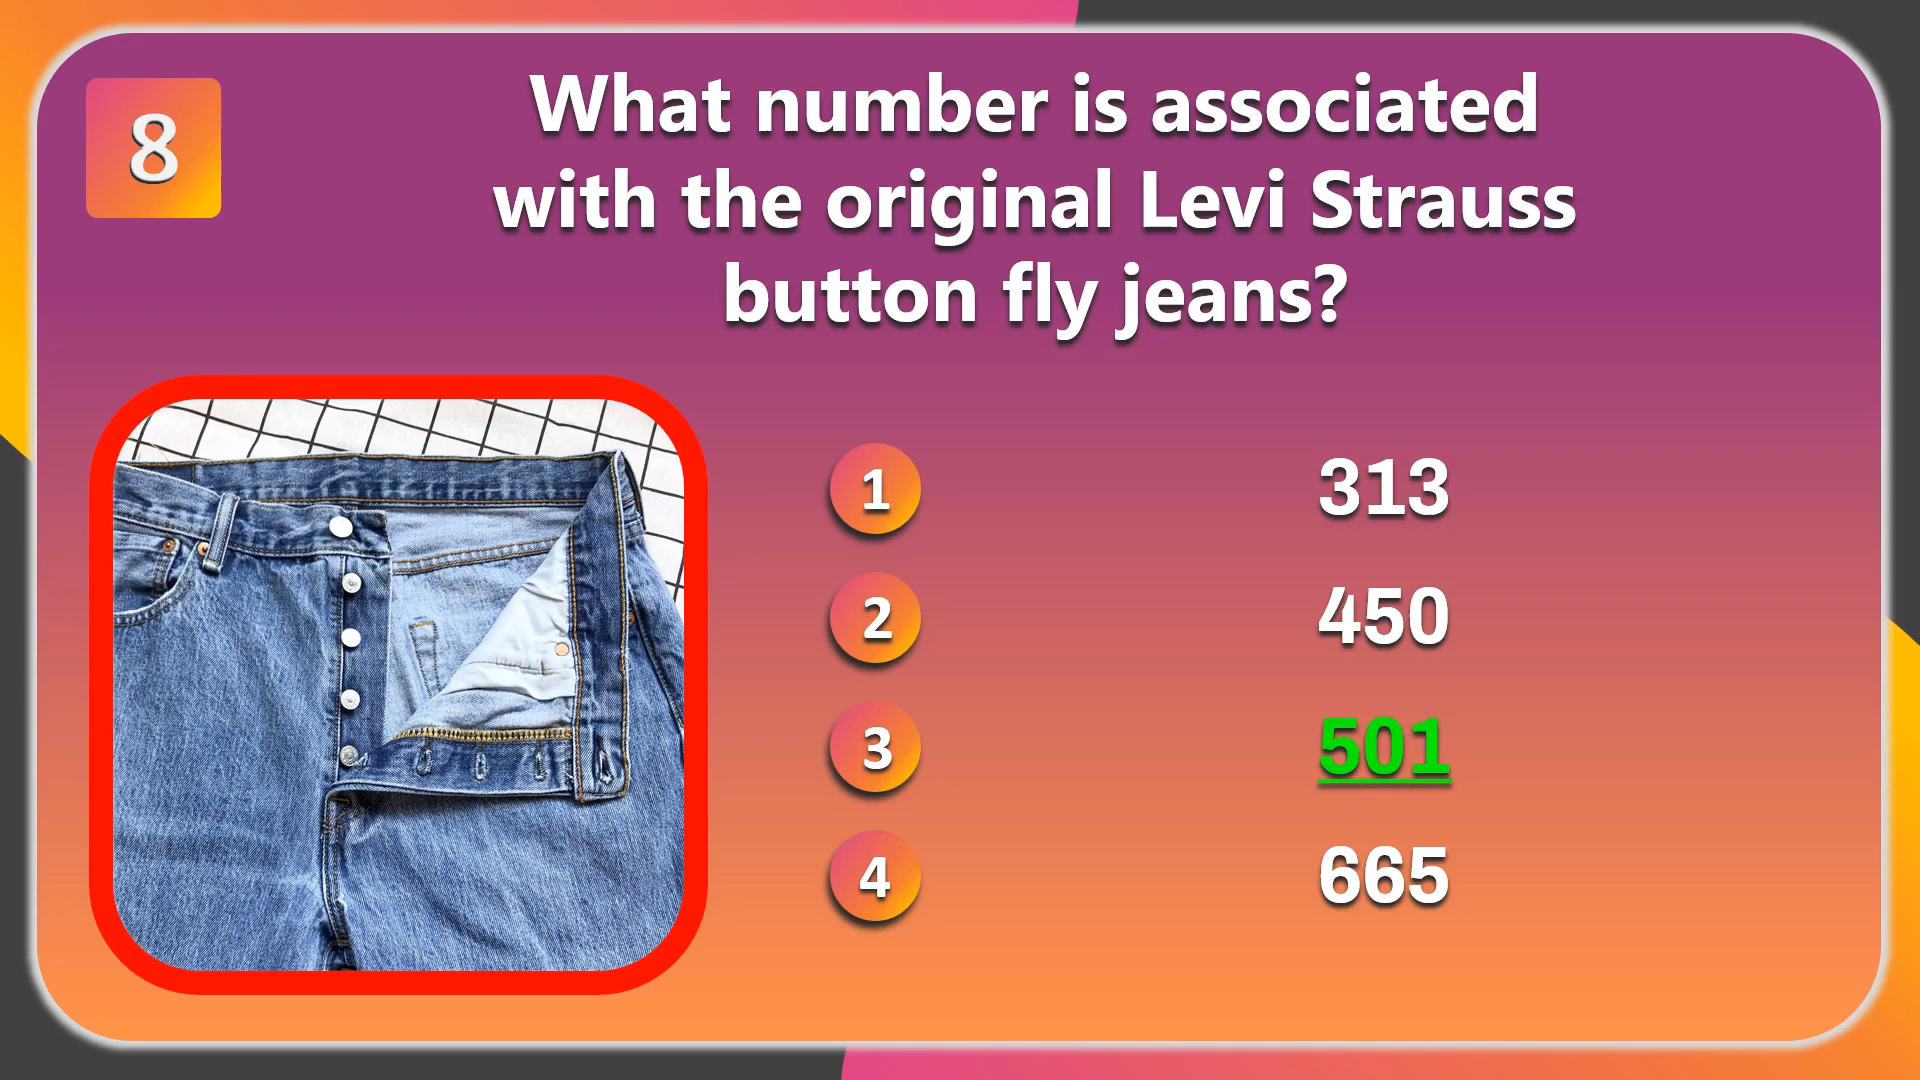 8
What number is associated
with the original Levi Strauss
button fly jeans?
1 313
2 450
3 501
4 665